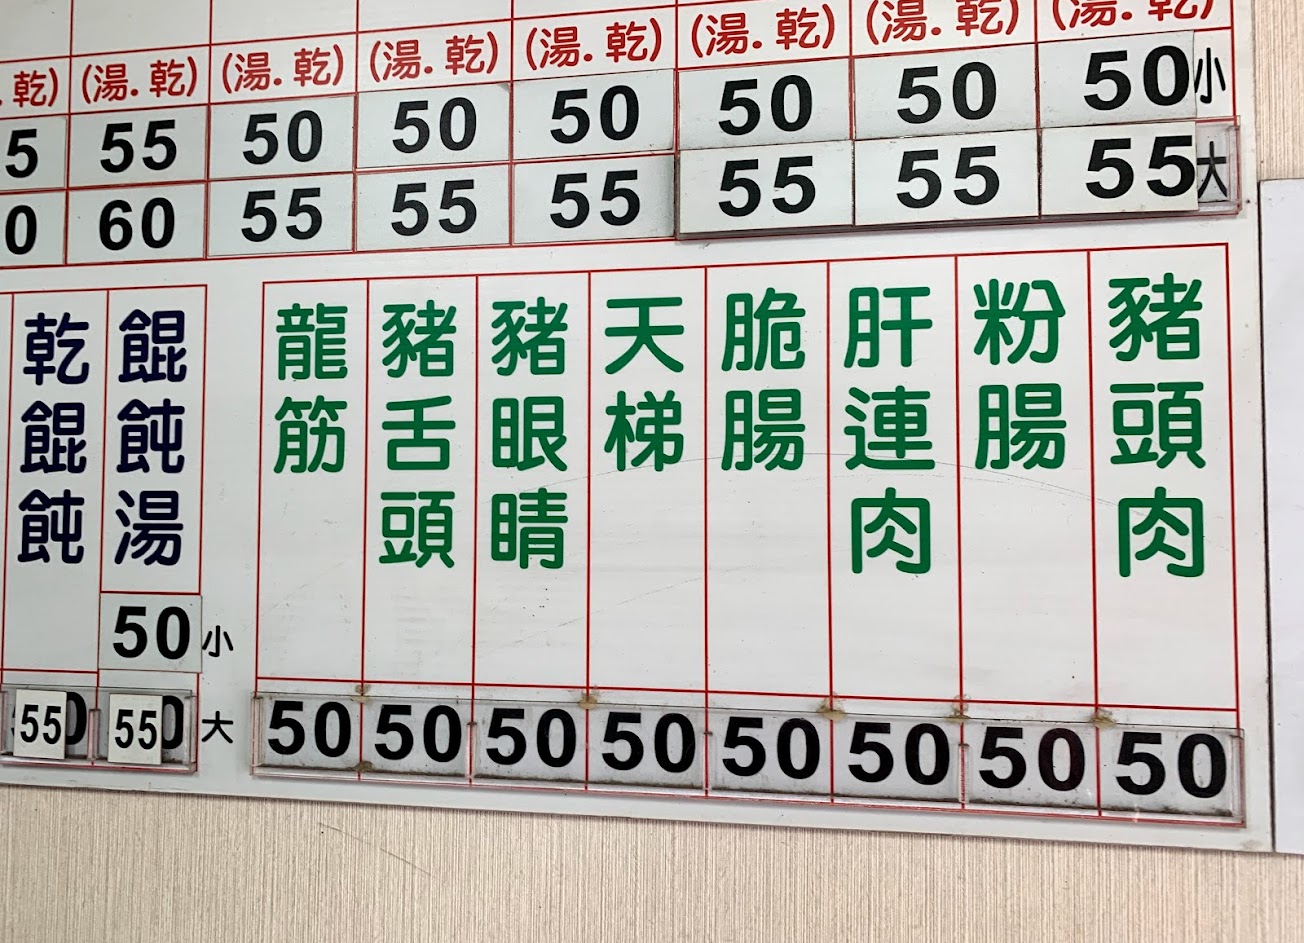 (湯.乾) (湯.乾) (湯.乾) (湯.乾) (湯.乾) (湯.乾) (湯.乾) 乾)
50 小 50 50 50 50 50 55 5
55 大 55 55 55 55 55 60 0
豬頭肉 50
粉腸 50
肝連肉 50
脆腸 50
天梯 50
豬眼睛 50
豬舌頭 50
龍筋 50
餛飩湯 50 小 55 大
乾餛飩 55